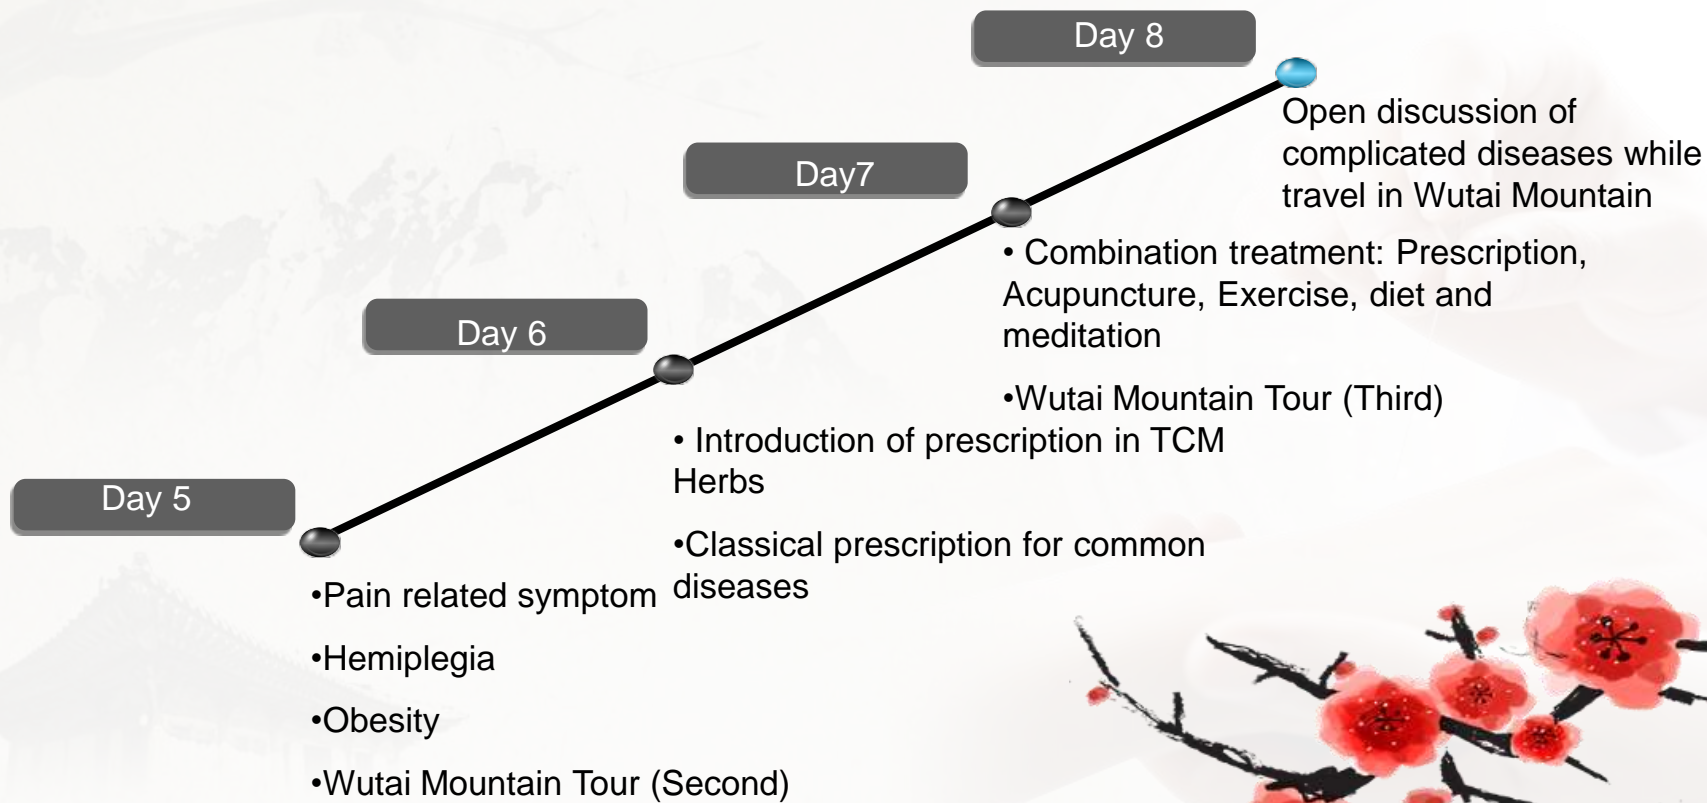 Day 5
•Pain related symptom
•Hemiplegia
•Obesity
•Wutai Mountain Tour (Second)
Day 6
• Introduction of prescription in TCM
Herbs
•Classical prescription for common
diseases
Day7
• Combination treatment: Prescription,
Acupuncture, Exercise, diet and
meditation
•Wutai Mountain Tour (Third)
Day 8
Open discussion of
complicated diseases while
travel in Wutai Mountain